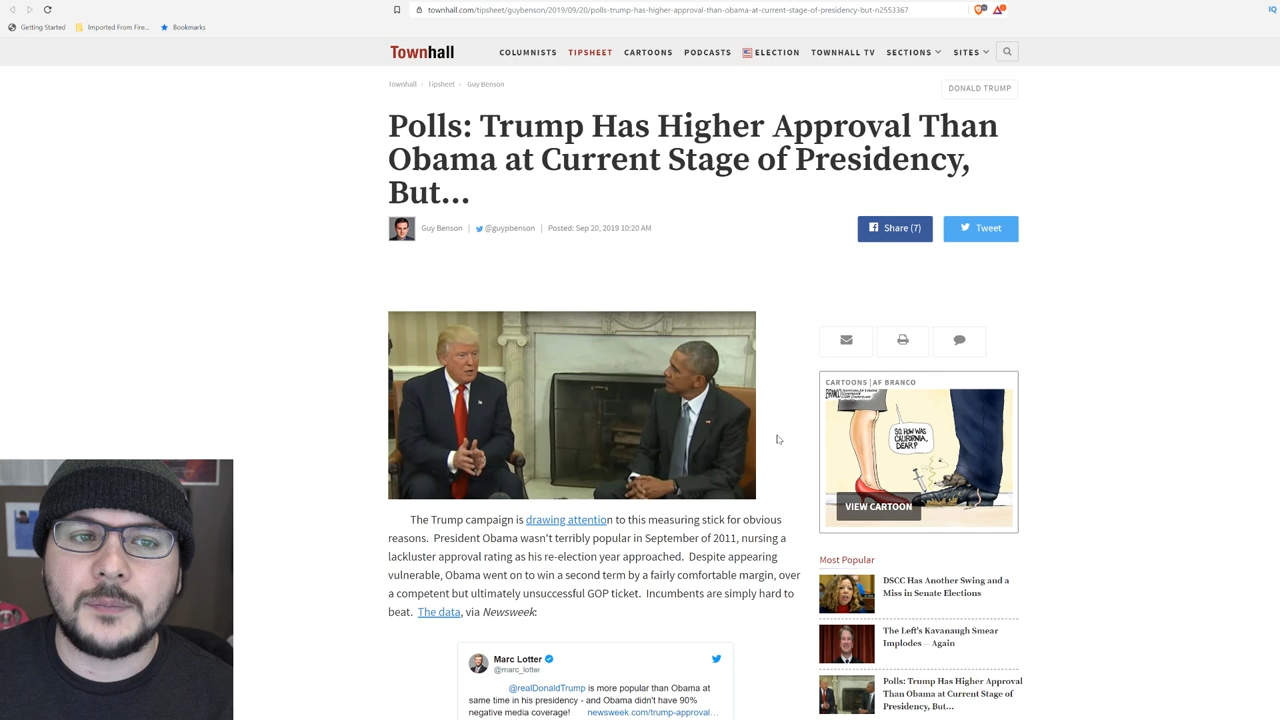 townhall.com/tipsheet/guybenson/2019/09/20/polls-trump-has-higher-approval-than-obama-at-current-stage-of-presidency-but-n2553367
IQ
Getting Started
Imported From Fire...
Bookmarks
Townhall
COLUMNISTS
TIPSHEET
CARTOONS
PODCASTS
ELECTION
TOWNHALL TV
SECTIONS
SITES
Townhall › Tipsheet › Guy Benson
DONALD TRUMP
Polls: Trump Has Higher Approval Than
Obama at Current Stage of Presidency,
But...
Guy Benson | @guypbenson | Posted: Sep 20, 2019 10:20 AM
Share (7)
Tweet
CARTOONS | AF BRANCO
SO, HOW WAS
CALIFORNIA,
DEAR?
VIEW CARTOON
The Trump campaign is drawing attention to this measuring stick for obvious
reasons. President Obama wasn't terribly popular in September of 2011, nursing a
lackluster approval rating as his re-election year approached. Despite appearing
vulnerable, Obama went on to win a second term by a fairly comfortable margin, over
a competent but ultimately unsuccessful GOP ticket. Incumbents are simply hard to
beat. The data, via Newsweek:
Marc Lotter
@marc_lotter
@realDonaldTrump is more popular than Obama at
same time in his presidency - and Obama didn't have 90%
negative media coverage! newsweek.com/trump-approval...
Most Popular
DSCC Has Another Swing and a
Miss in Senate Elections
The Left's Kavanaugh Smear
Implodes – Again
Polls: Trump Has Higher Approval
Than Obama at Current Stage of
Presidency, But...